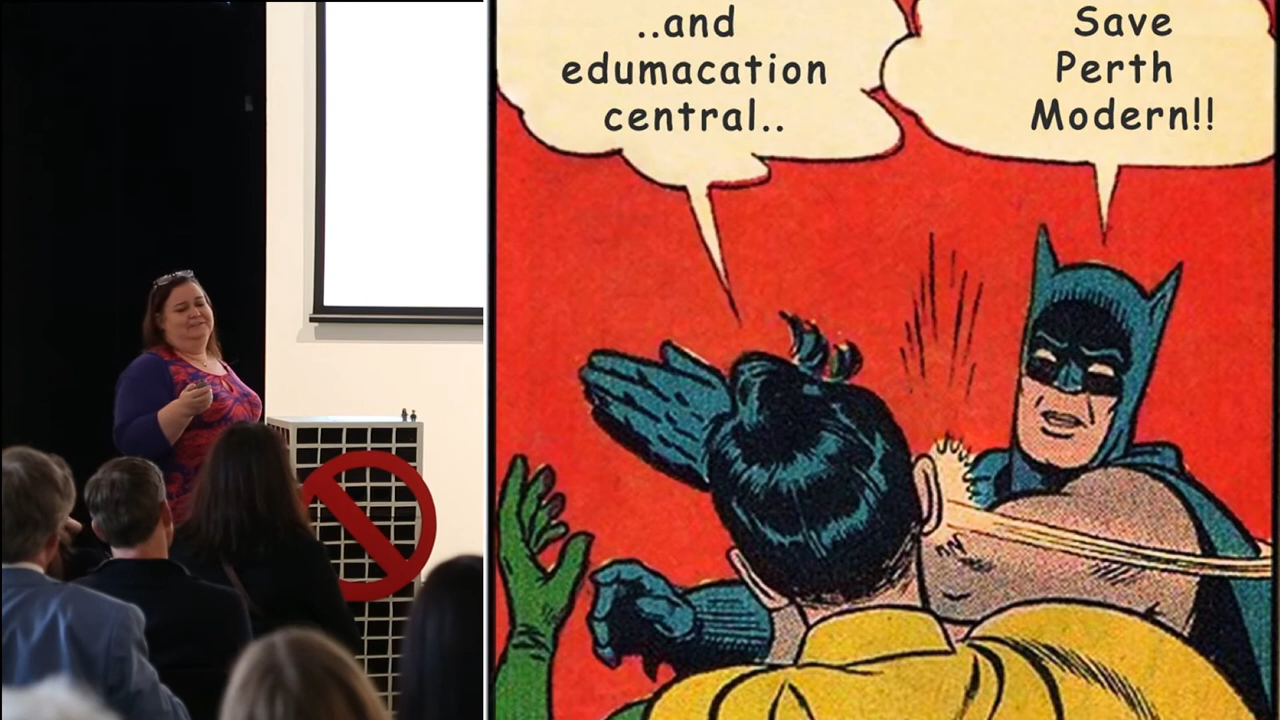 ..and
edumacation
central..
Save
Perth
Modern!!